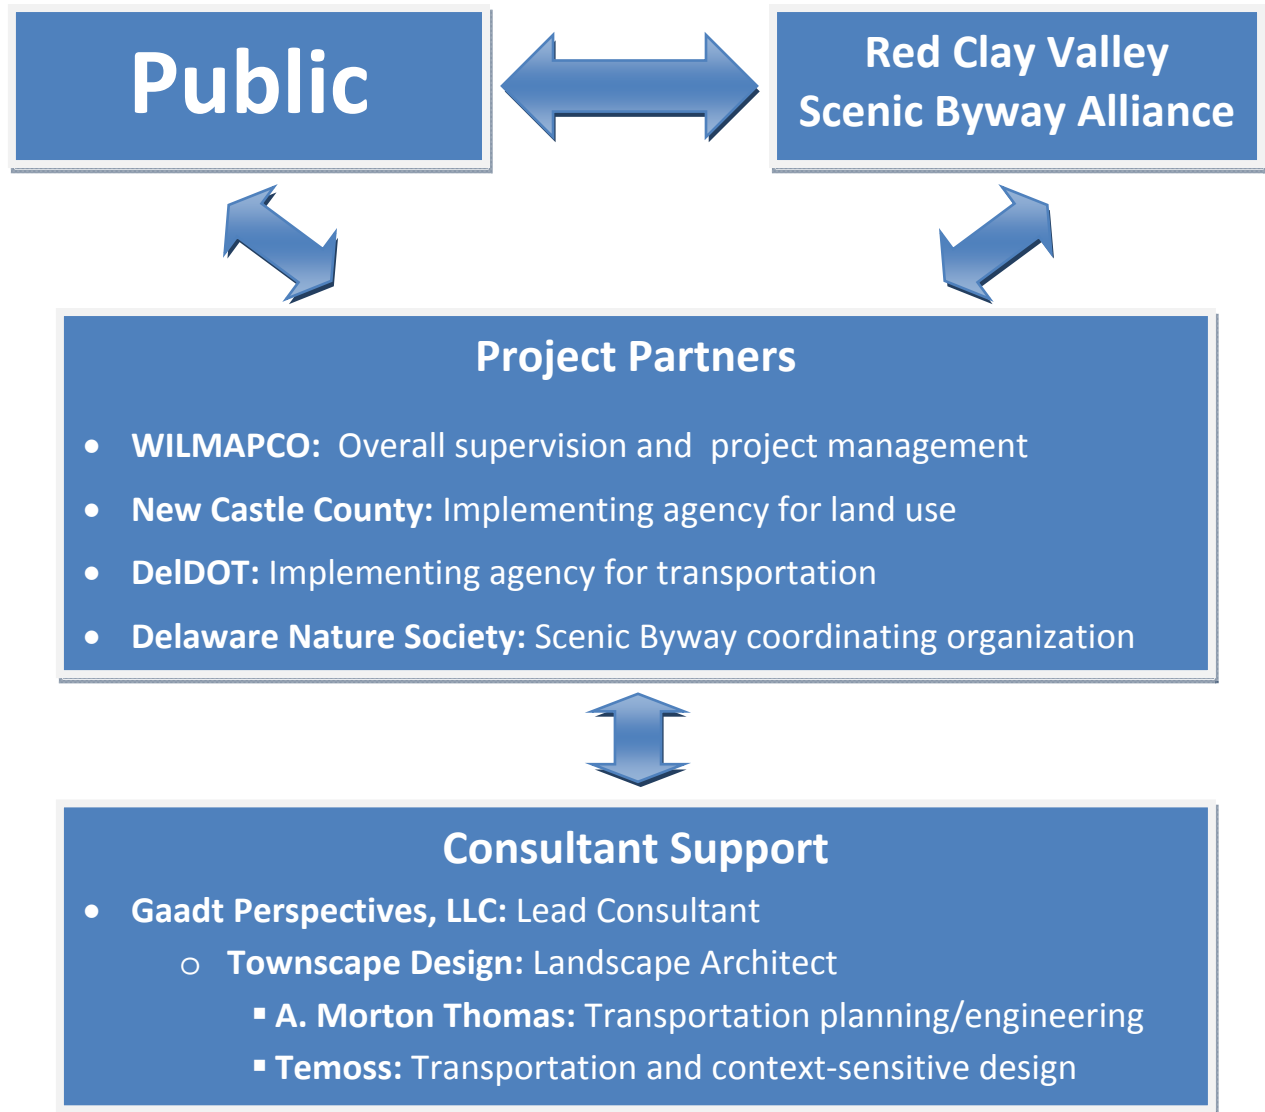 Public
Red Clay Valley
Scenic Byway Alliance
Project Partners
• WILMAPCO: Overall supervision and project management
• New Castle County: Implementing agency for land use
• DelDOT: Implementing agency for transportation
• Delaware Nature Society: Scenic Byway coordinating organization
Consultant Support
• Gaadt Perspectives, LLC: Lead Consultant
o Townscape Design: Landscape Architect
▪ A. Morton Thomas: Transportation planning/engineering
▪ Temoss: Transportation and context-sensitive design